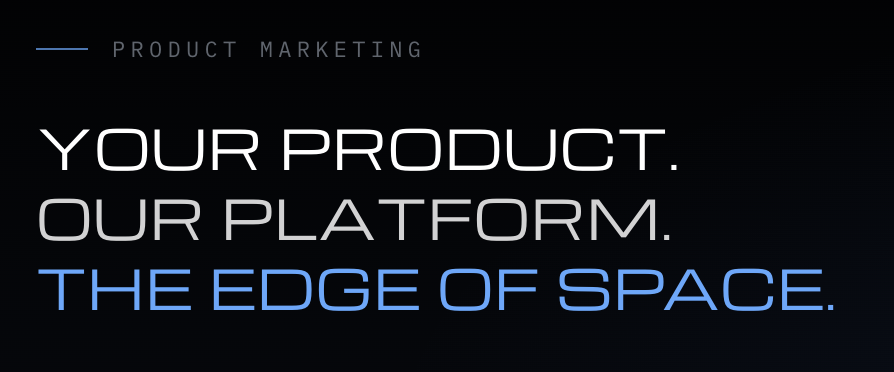 PRODUCT MARKETING
YOUR PRODUCT.
OUR PLATFORM.
THE EDGE OF SPACE.